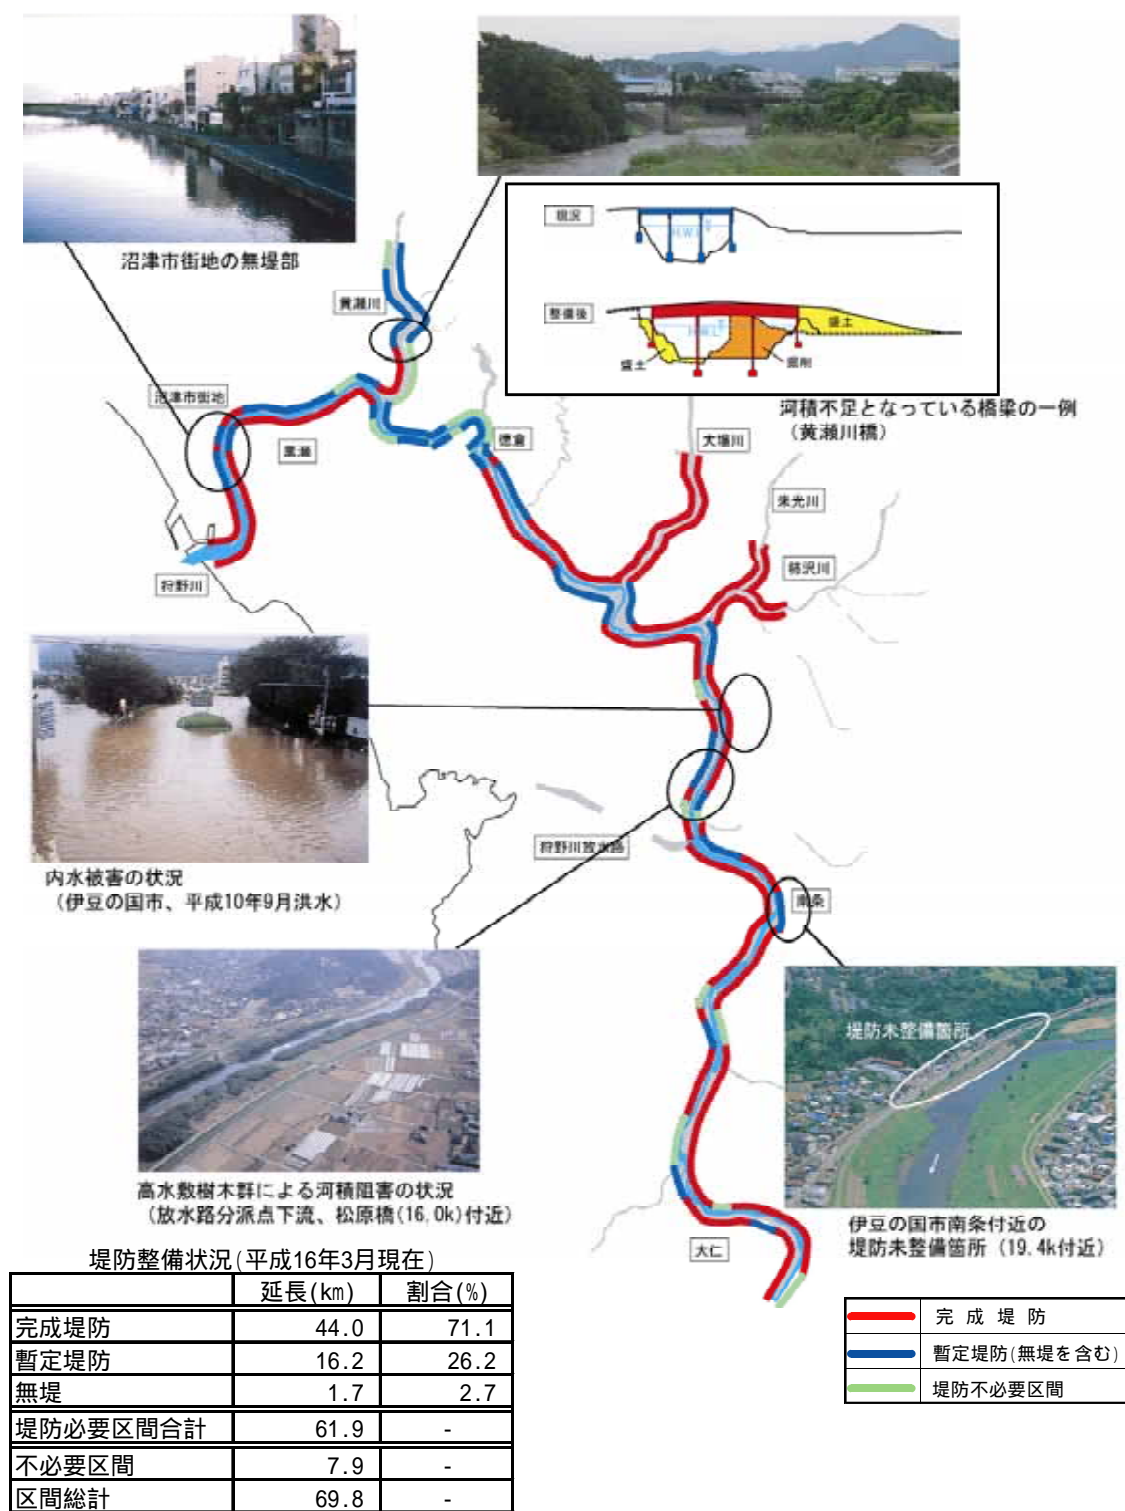 沼津市街地の無堤部
現況
H.W.L
整備後
H.W.L
盛土
盛土
掘削
河積不足となっている橋梁の一例
(黄瀬川橋)
黄瀬川
沼津市街地
黒瀬
徳倉
大場川
来光川
柿沢川
狩野川
内水被害の状況
(伊豆の国市、平成10年9月洪水)
狩野川放水路
南条
堤防未整備箇所
高水敷樹木群による河積阻害の状況
(放水路分派点下流、松原橋(16.0k)付近)
伊豆の国市南条付近の
堤防未整備箇所 (19.4k付近)
大仁
堤防整備状況(平成16年3月現在)
延長(km) 割合(%)
完成堤防 44.0 71.1
暫定堤防 16.2 26.2
無堤 1.7 2.7
堤防必要区間合計 61.9 -
不必要区間 7.9 -
区間総計 69.8 -
完成堤防
暫定堤防(無堤を含む)
堤防不必要区間